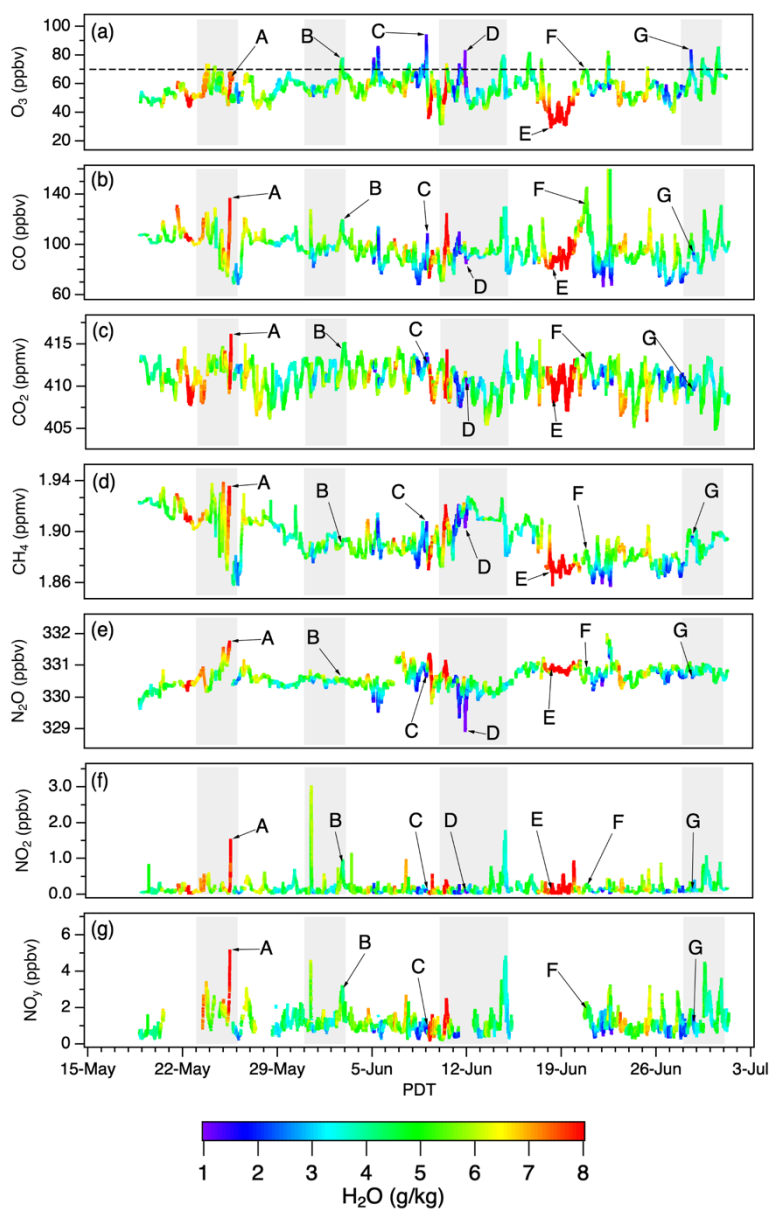 (a)
A
B
C
D
E
F
G
100
80
60
40
20
O3 (ppbv)
(b)
A
B
C
D
E
F
G
140
100
60
CO (ppbv)
(c)
A
B
C
D
E
F
G
415
410
405
CO2 (ppmv)
(d)
A
B
C
D
E
F
G
1.94
1.90
1.86
CH4 (ppmv)
(e)
A
B
C
D
E
F
G
332
331
330
329
N2O (ppbv)
(f)
A
B
C
D
E
F
G
3.0
2.0
1.0
0.0
NO2 (ppbv)
(g)
A
B
C
F
G
6
4
2
0
NOy (ppbv)
15-May 22-May 29-May 5-Jun 12-Jun 19-Jun 26-Jun 3-Jul
PDT
1 2 3 4 5 6 7 8
H2O (g/kg)